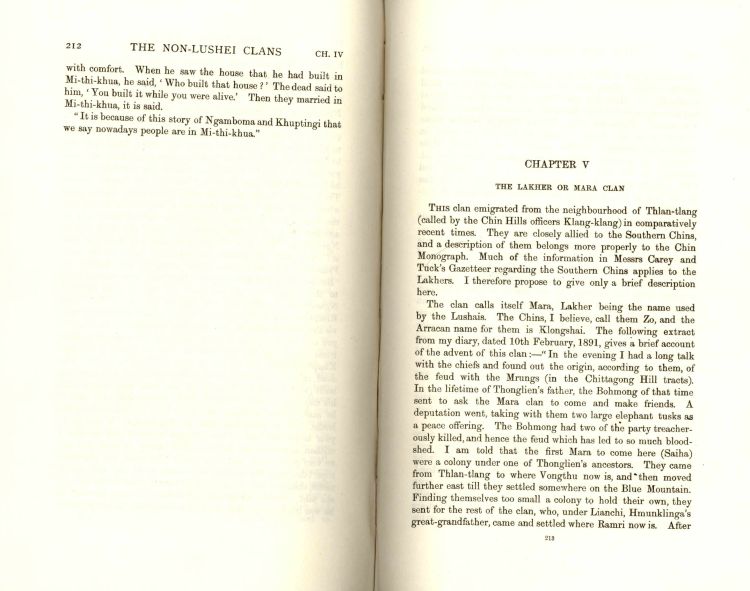 212 THE NON-LUSHEI CLANS CH. IV
with comfort. When he saw the house that he had built in
Mi-thi-khua, he said, ‘ Who built that house ?’ The dead said to
him, ‘ You built it while you were alive.’ Then they married in
Mi-thi-khua, it is said.
“It is because of this story of Ngamboma and Khuptingi that
we say nowadays people are in Mi-thi-khua.”
CHAPTER V
THE LAKHER OR MARA CLAN
THIS clan emigrated from the neighbourhood of Thlan-tlang
(called by the Chin Hills officers Klang-klang) in comparatively
recent times. They are closely allied to the Southern Chins,
and a description of them belongs more properly to the Chin
Monograph. Much of the information in Messrs Carey and
Tuck's Gazetteer regarding the Southern Chins applies to the
Lakhers. I therefore propose to give only a brief description
here.
The clan calls itself Mara, Lakher being the name used
by the Lushais. The Chins, I believe, call them Zo, and the
Arracan name for them is Klongshai. The following extract
from my diary, dated 10th February, 1891, gives a brief account
of the advent of this clan :—“ In the evening I had a long talk
with the chiefs and found out the origin, according to them, of
the feud with the Mrungs (in the Chittagong Hill tracts).
In the lifetime of Thonglien's father, the Bohmong of that time
sent to ask the Mara clan to come and make friends. A
deputation went, taking with them two large elephant tusks as
a peace offering. The Bohmong had two of the party treacher-
ously killed, and hence the feud which has led to so much blood-
shed. I am told that the first Mara to come here (Saiha)
were a colony under one of Thonglien's ancestors. They came
from Thlan-tlang to where Vongthu now is, and then moved
further east till they settled somewhere on the Blue Mountain.
Finding themselves too small a colony to hold their own, they
sent for the rest of the clan, who, under Lianchi, Hmunklinga's
great-grandfather, came and settled where Ramri now is. After
213